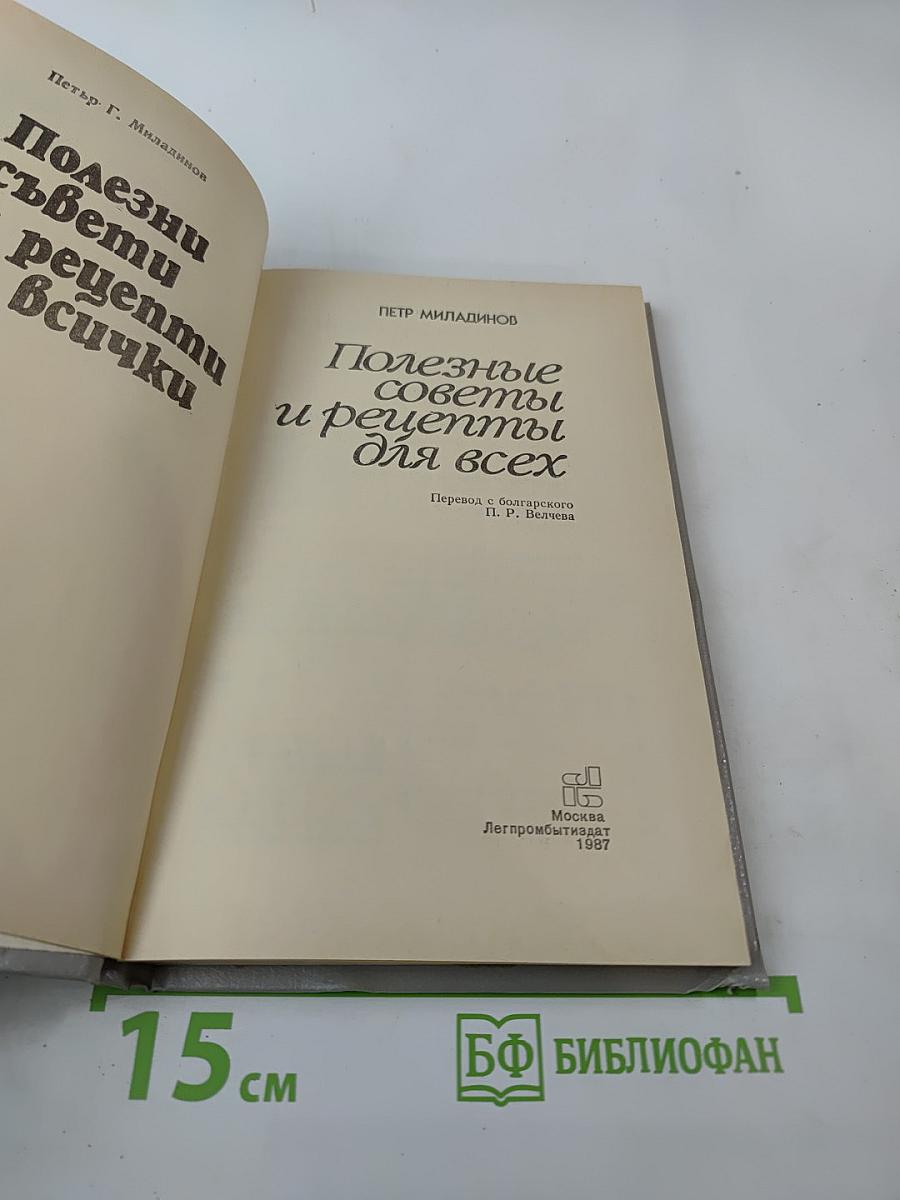 Петър Г. Миладинов
Полезни
съвети
рецепти
всички
ПЕТР МИЛАДИНОВ
Полезные
советы
и рецепты
для всех
Перевод с болгарского
П. Р. Велчева
Москва
Легпромбытиздат
1987
15 см
БФ БИБЛИОФАН